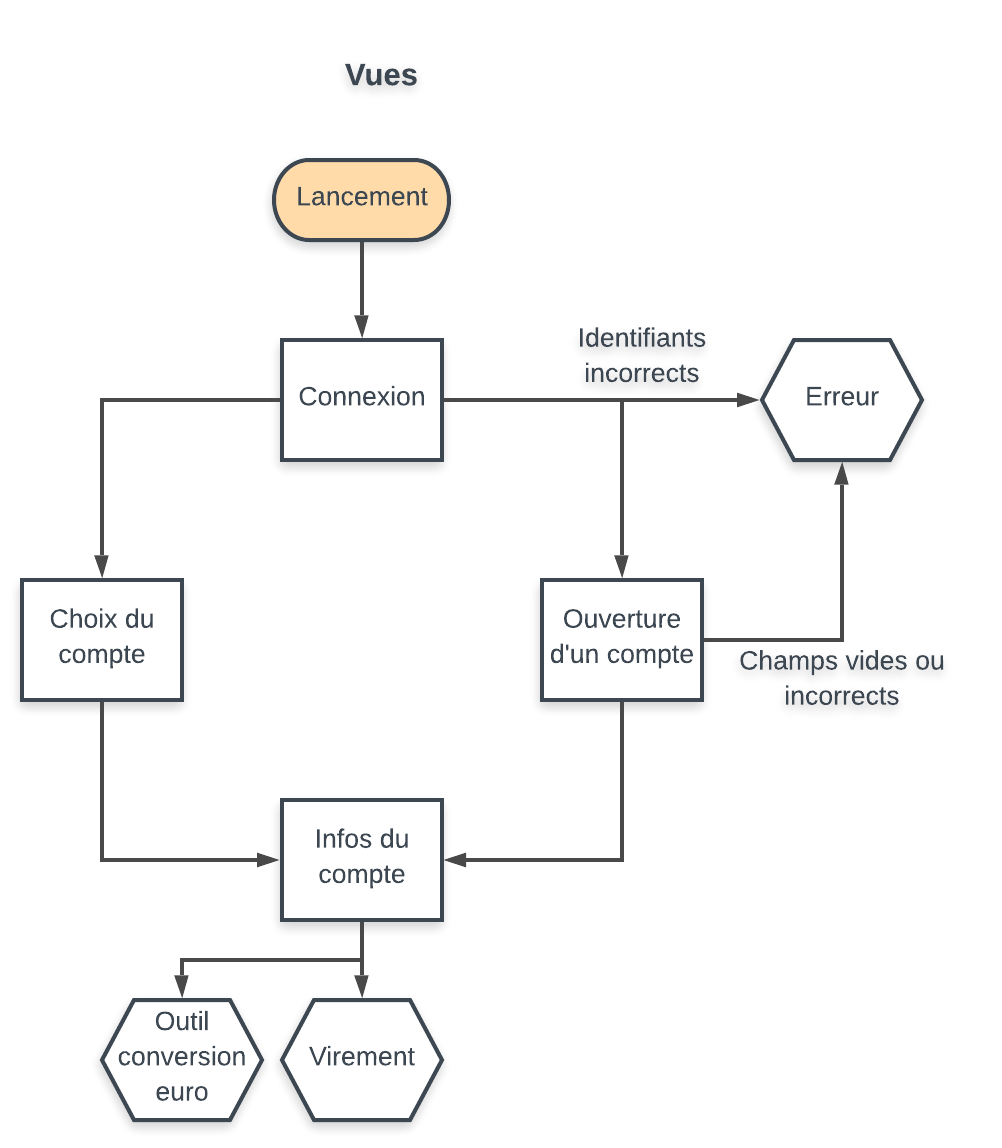 Vues
Lancement
Identifiants
incorrects
Connexion
Erreur
Choix du
compte
Ouverture
d'un compte
Champs vides ou
incorrects
Infos du
compte
Outil
conversion
euro
Virement